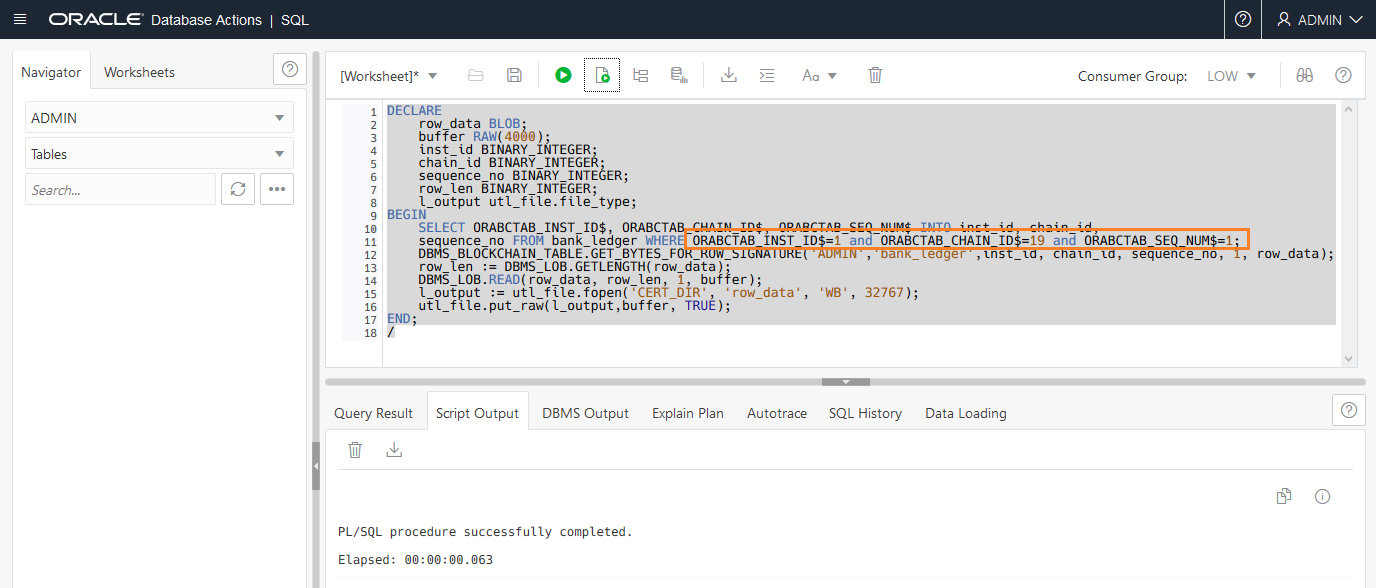 ORACLE Database Actions | SQL
ADMIN
Navigator
Worksheets
[Worksheet]*
Aa
Consumer Group: LOW
ADMIN
Tables
Search...
1 DECLARE
2 row_data BLOB;
3 buffer RAW(4000);
4 inst_id BINARY_INTEGER;
5 chain_id BINARY_INTEGER;
6 sequence_no BINARY_INTEGER;
7 row_len BINARY_INTEGER;
8 l_output utl_file.file_type;
9 BEGIN
10 SELECT ORABCTAB_INST_ID$, ORABCTAB_CHAIN_ID$, ORABCTAB_SEQ_NUM$ INTO inst_id, chain_id,
11 sequence_no FROM bank_ledger WHERE ORABCTAB_INST_ID$=1 and ORABCTAB_CHAIN_ID$=19 and ORABCTAB_SEQ_NUM$=1;
12 DBMS_BLOCKCHAIN_TABLE.GET_BYTES_FOR_ROW_SIGNATURE('ADMIN','bank_ledger',inst_id, chain_id, sequence_no, 1, row_data);
13 row_len := DBMS_LOB.GETLENGTH(row_data);
14 DBMS_LOB.READ(row_data, row_len, 1, buffer);
15 l_output := utl_file.fopen('CERT_DIR', 'row_data', 'WB', 32767);
16 utl_file.put_raw(l_output,buffer, TRUE);
17 END;
18 /
Query Result
Script Output
DBMS Output
Explain Plan
Autotrace
SQL History
Data Loading
PL/SQL procedure successfully completed.
Elapsed: 00:00:00.063